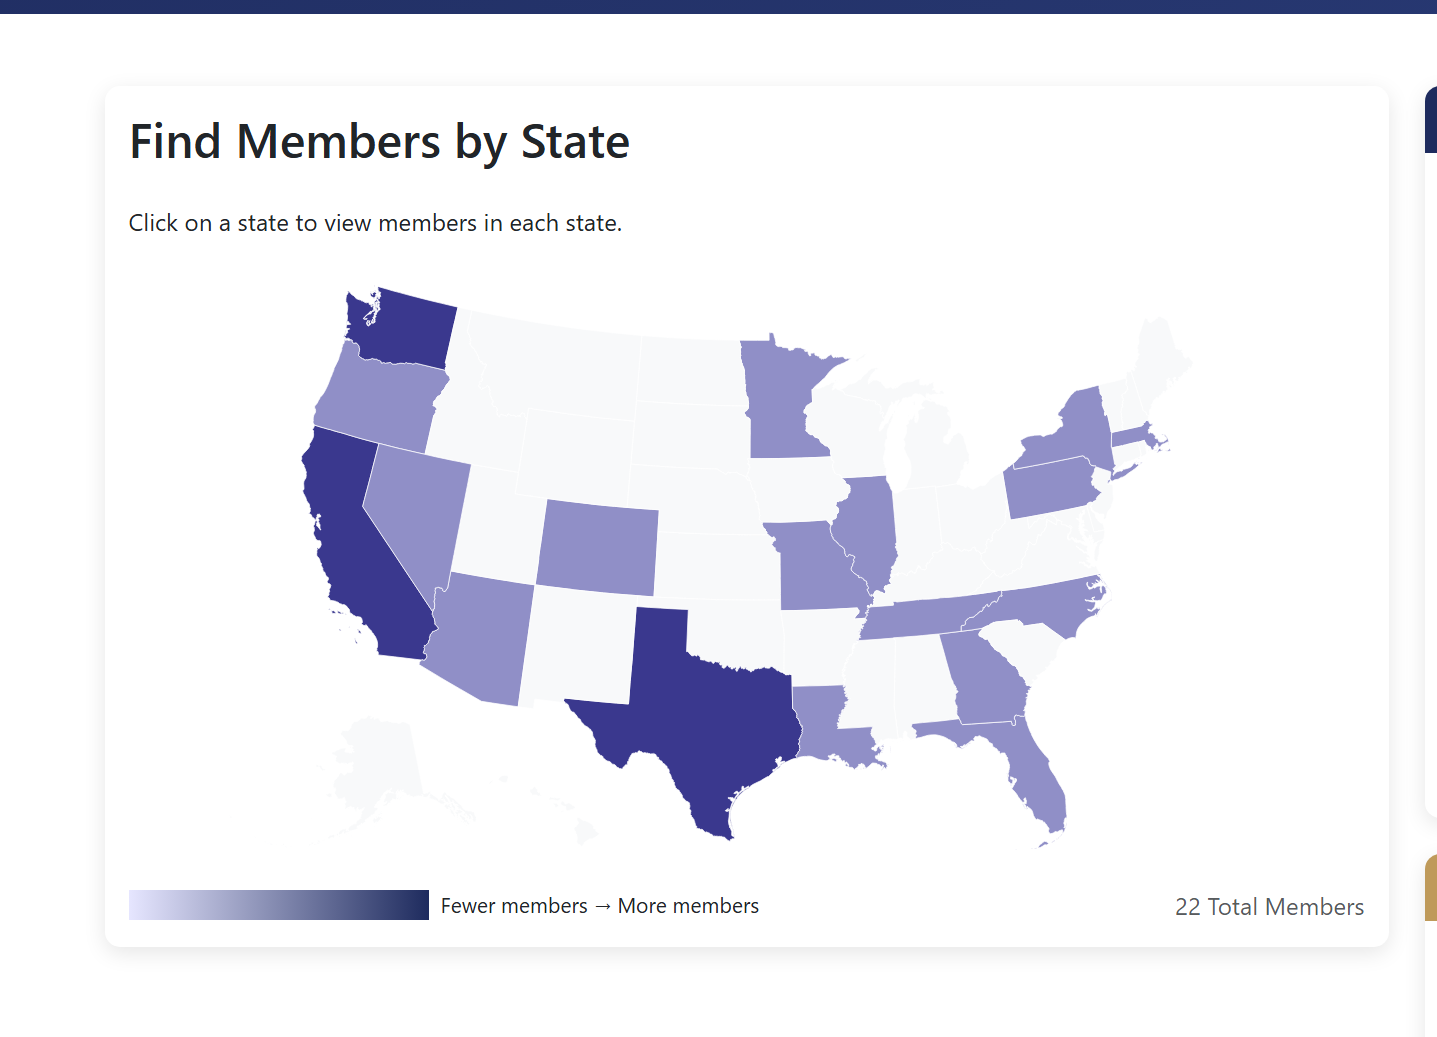 Find Members by State
Click on a state to view members in each state.
Fewer members → More members
22 Total Members